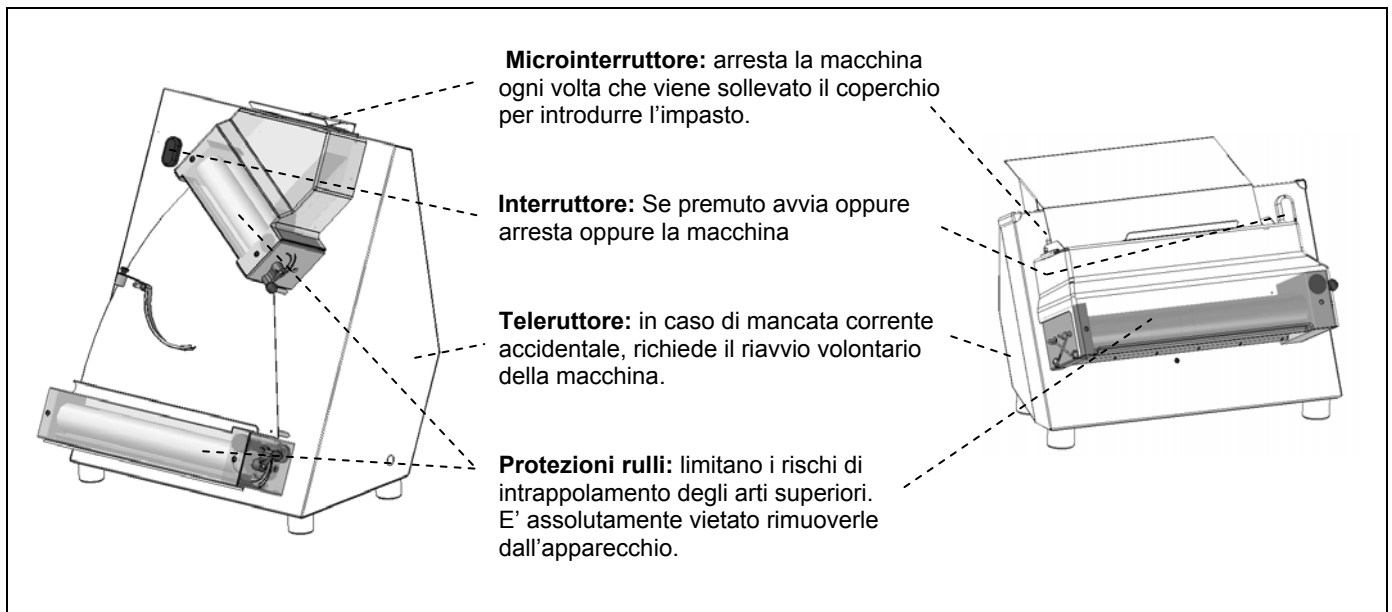 Microinterruttore: arresta la macchina
ogni volta che viene sollevato il coperchio
per introdurre l’impasto.
Interruttore: Se premuto avvia oppure
arresta oppure la macchina
Teleruttore: in caso di mancata corrente
accidentale, richiede il riavvio volontario
della macchina.
Protezioni rulli: limitano i rischi di
intrappolamento degli arti superiori.
E’ assolutamente vietato rimuoverle
dall’apparecchio.